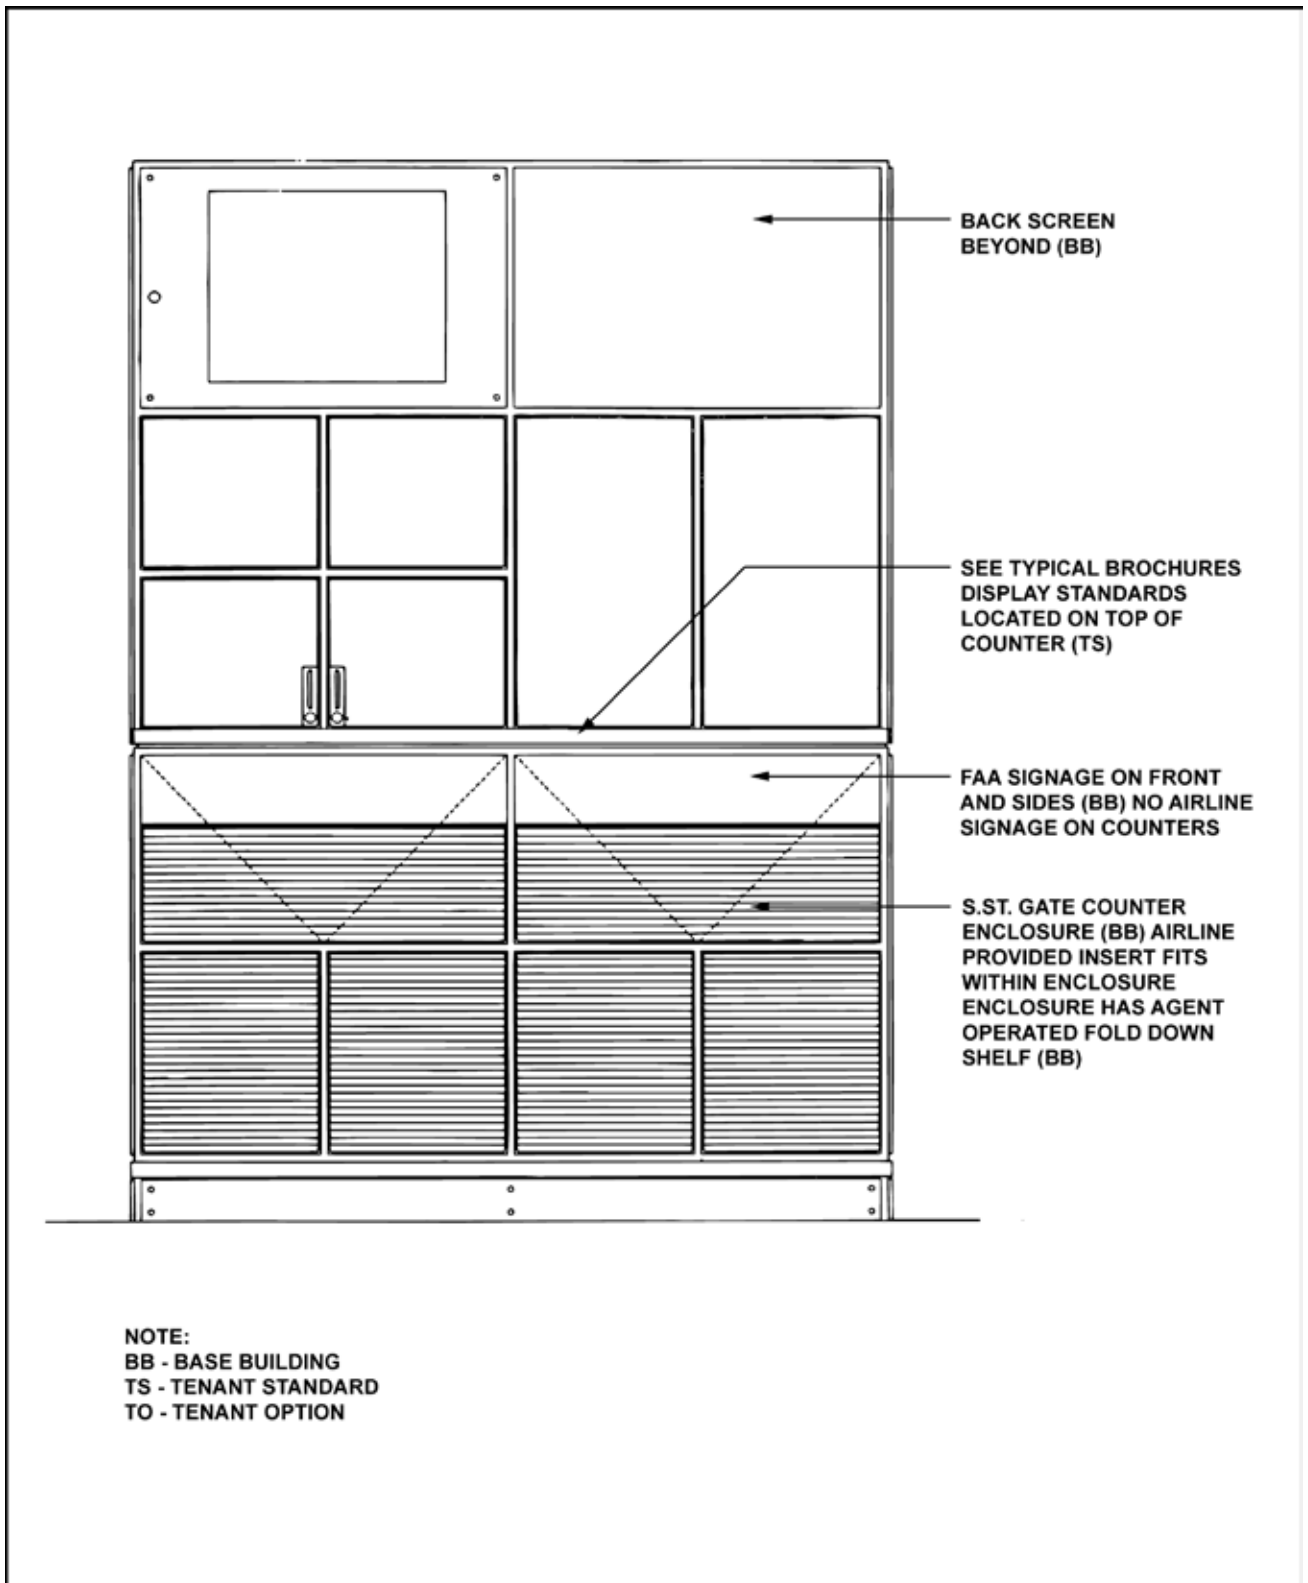 BACK SCREEN
BEYOND (BB)
SEE TYPICAL BROCHURES
DISPLAY STANDARDS
LOCATED ON TOP OF
COUNTER (TS)
FAA SIGNAGE ON FRONT
AND SIDES (BB) NO AIRLINE
SIGNAGE ON COUNTERS
S.ST. GATE COUNTER
ENCLOSURE (BB) AIRLINE
PROVIDED INSERT FITS
WITHIN ENCLOSURE
ENCLOSURE HAS AGENT
OPERATED FOLD DOWN
SHELF (BB)
NOTE:
BB - BASE BUILDING
TS - TENANT STANDARD
TO - TENANT OPTION